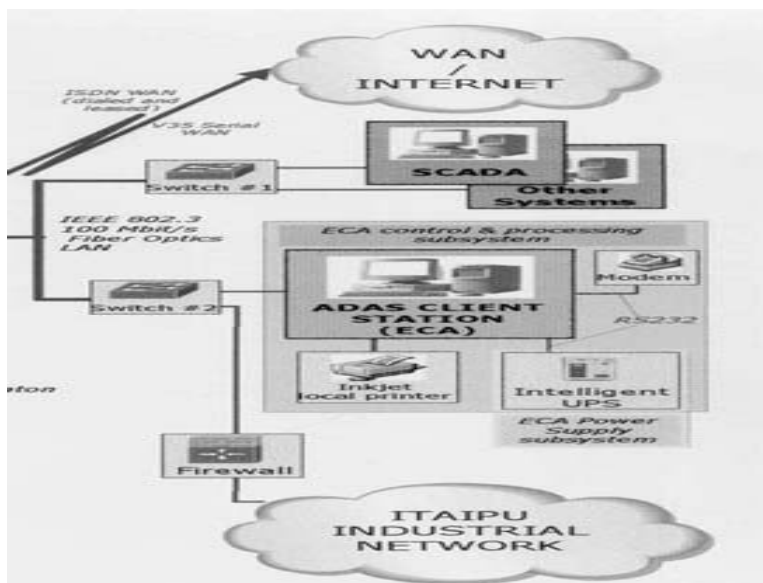 WAN
/
INTERNET
ISDN WAN
(dialed and
leased)
V35 Serial
WAN
Switch #1
SCADA
Other
Systems
IEEE 802.3
100 Mbit/s
Fiber Optics
LAN
ECA control & processing
subsystem
Modem
Switch #2
ADAS CLIENT
STATION
(ECA)
RS232
Inkjet
local printer
Intelligent
UPS
ECA Power
Supply
subsystem
Firewall
ITAIPU
INDUSTRIAL
NETWORK